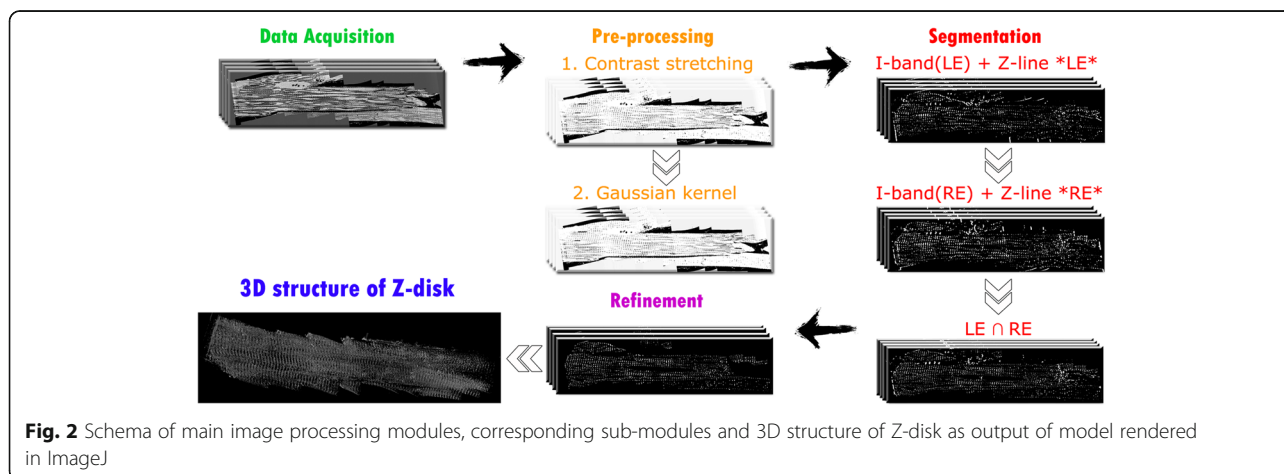 Data Acquisition
Pre-processing
1. Contrast stretching
2. Gaussian kernel
Segmentation
I-band(LE) + Z-line *LE*
I-band(RE) + Z-line *RE*
LE ∩ RE
Refinement
3D structure of Z-disk
Fig. 2 Schema of main image processing modules, corresponding sub-modules and 3D structure of Z-disk as output of model rendered
in ImageJ